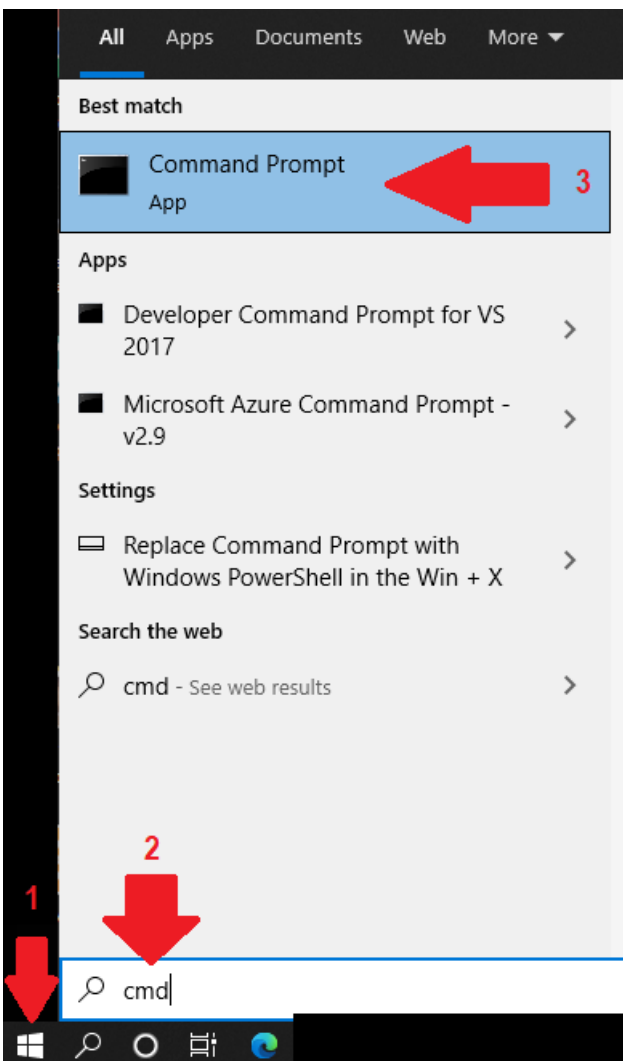 All Apps Documents Web More
Best match
Command Prompt
App
3
Apps
Developer Command Prompt for VS
2017
Microsoft Azure Command Prompt -
v2.9
Settings
Replace Command Prompt with
Windows PowerShell in the Win + X
Search the web
cmd - See web results
2
1
cmd